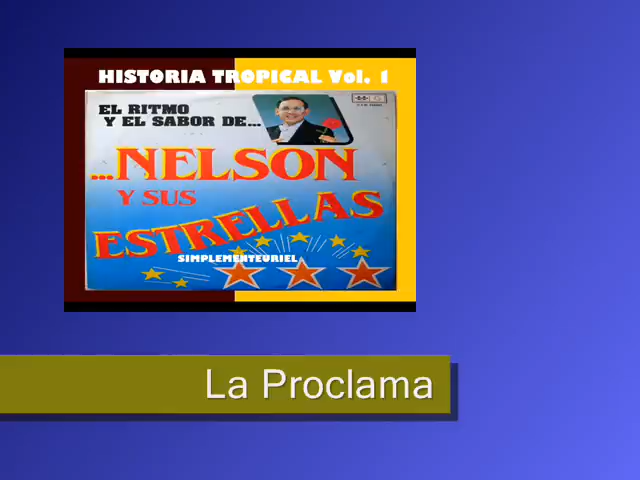 HISTORIA TROPICAL Vol. 1
EL RITMO
Y EL SABOR DE...
...NELSON
Y SUS
ESTRELLAS
SIMPLEMENTEURIEL
La Proclama